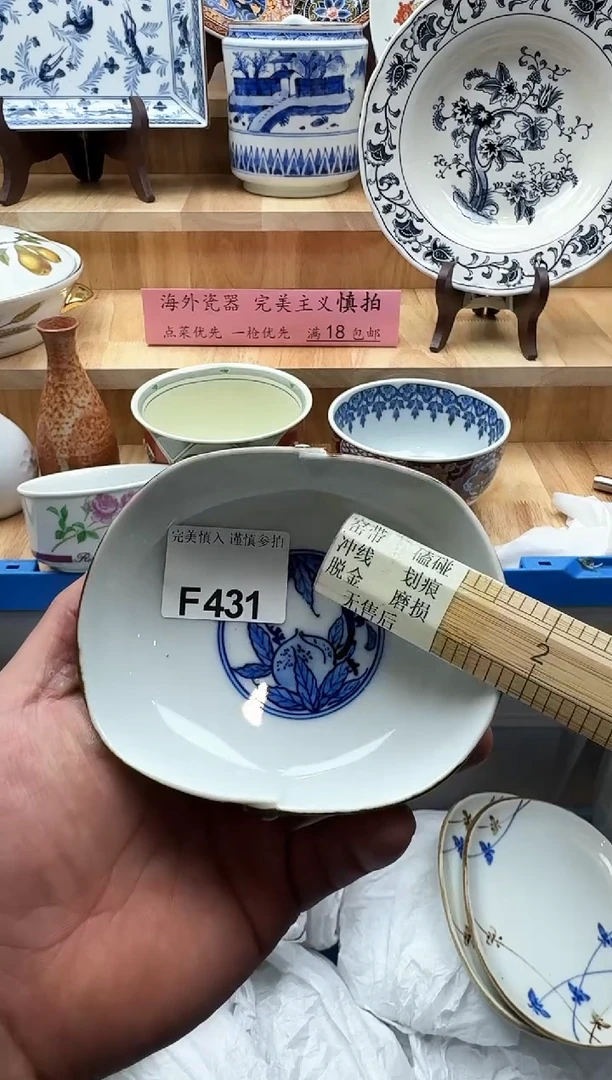 海外瓷器 完美主义慎拍
点菜优先 一枪优先 满18包邮
完美慎入 谨慎参拍
F431
窑带 磕碰
冲线 划痕
脱金 磨损
无售后
2